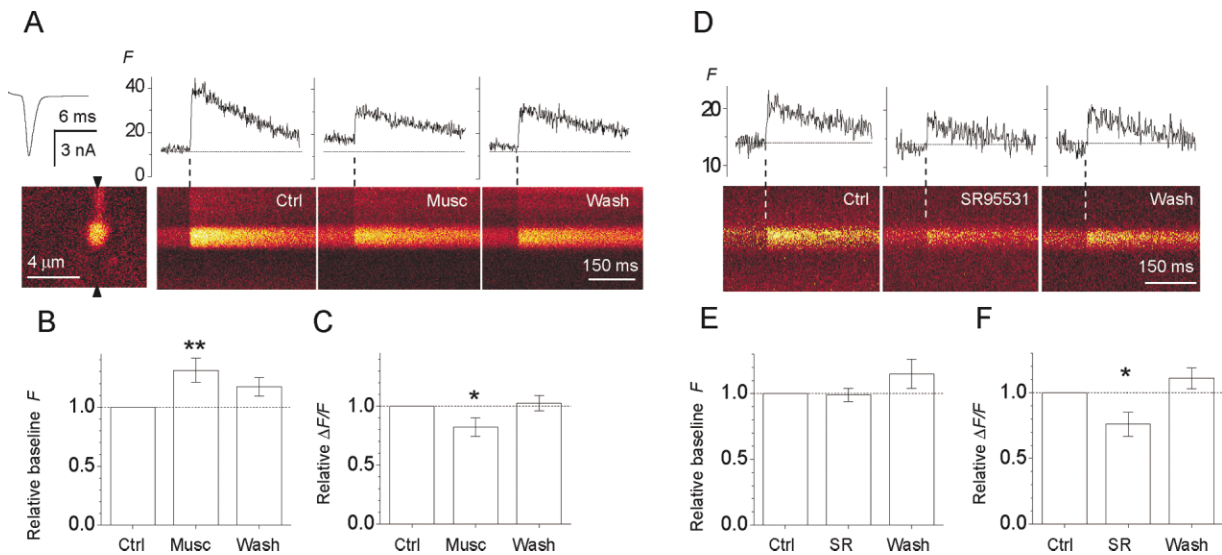 A
F
40
20
0
6 ms
3 nA
Ctrl
Musc
Wash
4 μm
150 ms
D
F
20
10
Ctrl
SR95531
Wash
150 ms
B
**
Relative baseline F
1.0
0.5
0.0
Ctrl Musc Wash
C
*
Relative ΔF/F
1.0
0.5
0.0
Ctrl Musc Wash
E
Relative baseline F
1.0
0.5
0.0
Ctrl SR Wash
F
*
Relative ΔF/F
1.0
0.5
0.0
Ctrl SR Wash